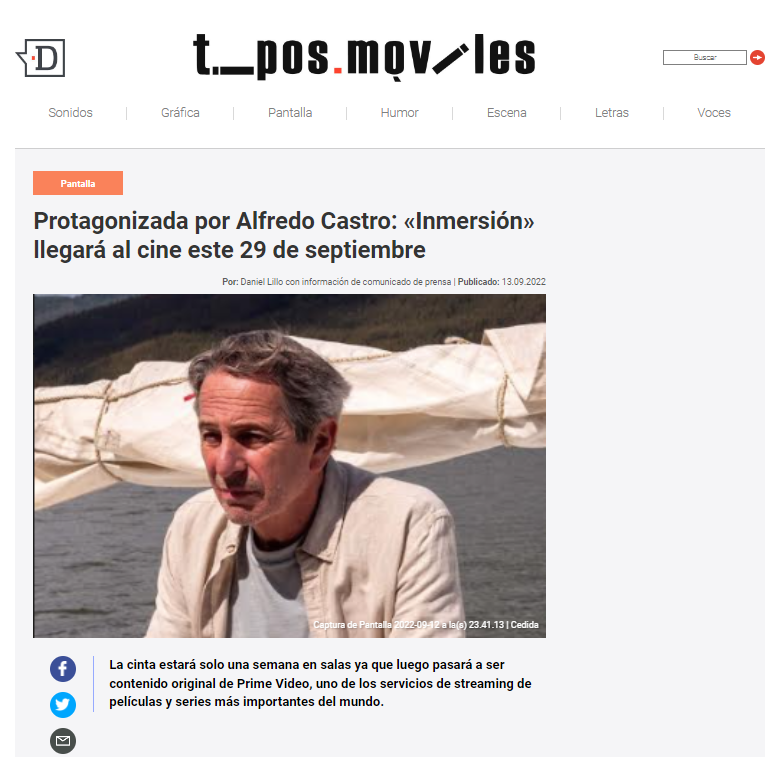 D
t_pos.moviles
Buscar
Sonidos
Gráfica
Pantalla
Humor
Escena
Letras
Voces
Pantalla
Protagonizada por Alfredo Castro: «Inmersión»
llegará al cine este 29 de septiembre
Por: Daniel Lillo con información de comunicado de prensa | Publicado: 13.09.2022
Captura de Pantalla 2022-09-12 a la(s) 23.41.13 | Cedida
La cinta estará solo una semana en salas ya que luego pasará a ser
contenido original de Prime Video, uno de los servicios de streaming de
películas y series más importantes del mundo.